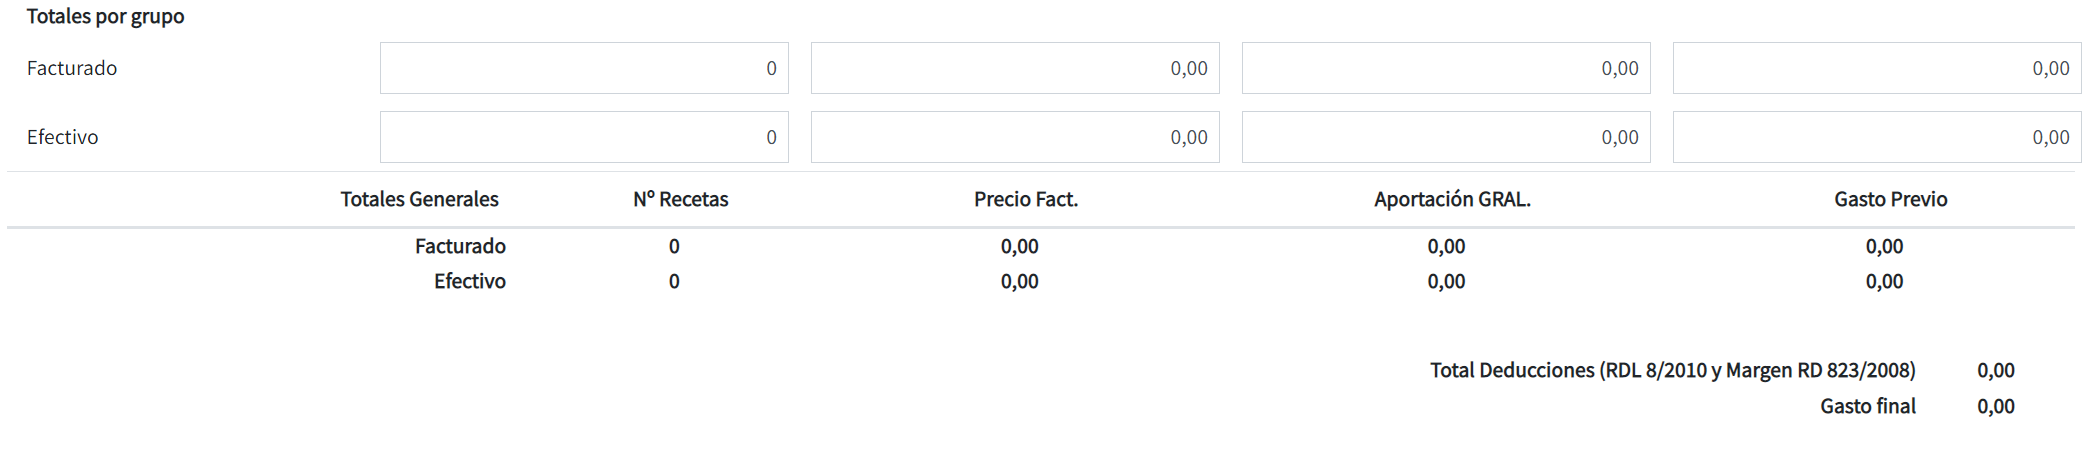 Totales por grupo
Facturado 0 0,00 0,00 0,00
Efectivo 0 0,00 0,00 0,00
Totales Generales Nº Recetas Precio Fact. Aportación GRAL. Gasto Previo
Facturado 0 0,00 0,00 0,00
Efectivo 0 0,00 0,00 0,00
Total Deducciones (RDL 8/2010 y Margen RD 823/2008) 0,00
Gasto final 0,00